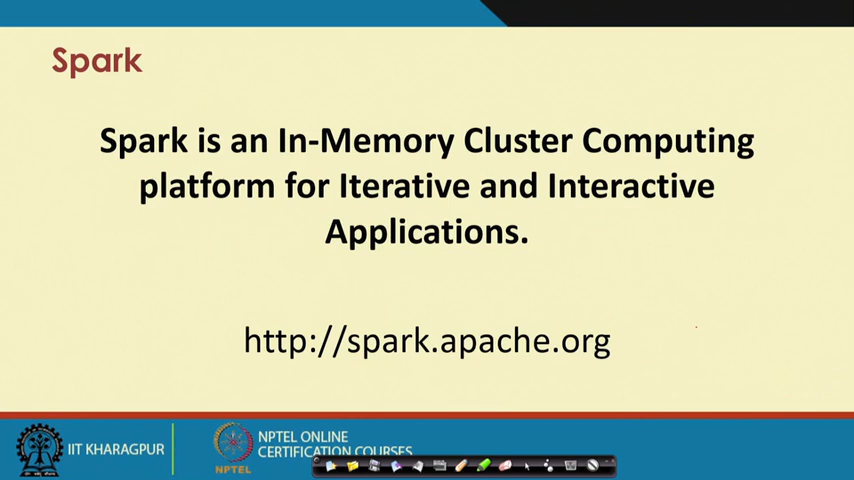 Spark
Spark is an In-Memory Cluster Computing
platform for Iterative and Interactive
Applications.
http://spark.apache.org
IIT KHARAGPUR
NPTEL
NPTEL ONLINE
CERTIFICATION COURSES